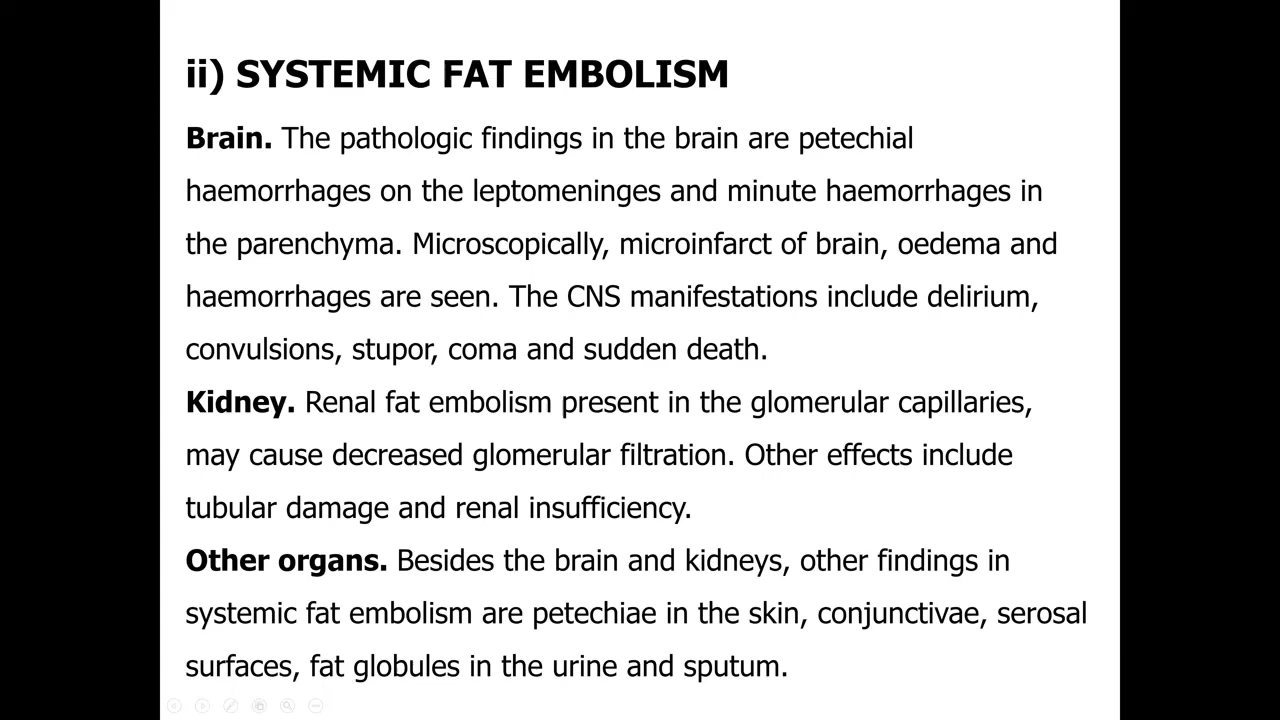 ii) SYSTEMIC FAT EMBOLISM
Brain. The pathologic findings in the brain are petechial
haemorrhages on the leptomeninges and minute haemorrhages in
the parenchyma. Microscopically, microinfarct of brain, oedema and
haemorrhages are seen. The CNS manifestations include delirium,
convulsions, stupor, coma and sudden death.
Kidney. Renal fat embolism present in the glomerular capillaries,
may cause decreased glomerular filtration. Other effects include
tubular damage and renal insufficiency.
Other organs. Besides the brain and kidneys, other findings in
systemic fat embolism are petechiae in the skin, conjunctivae, serosal
surfaces, fat globules in the urine and sputum.